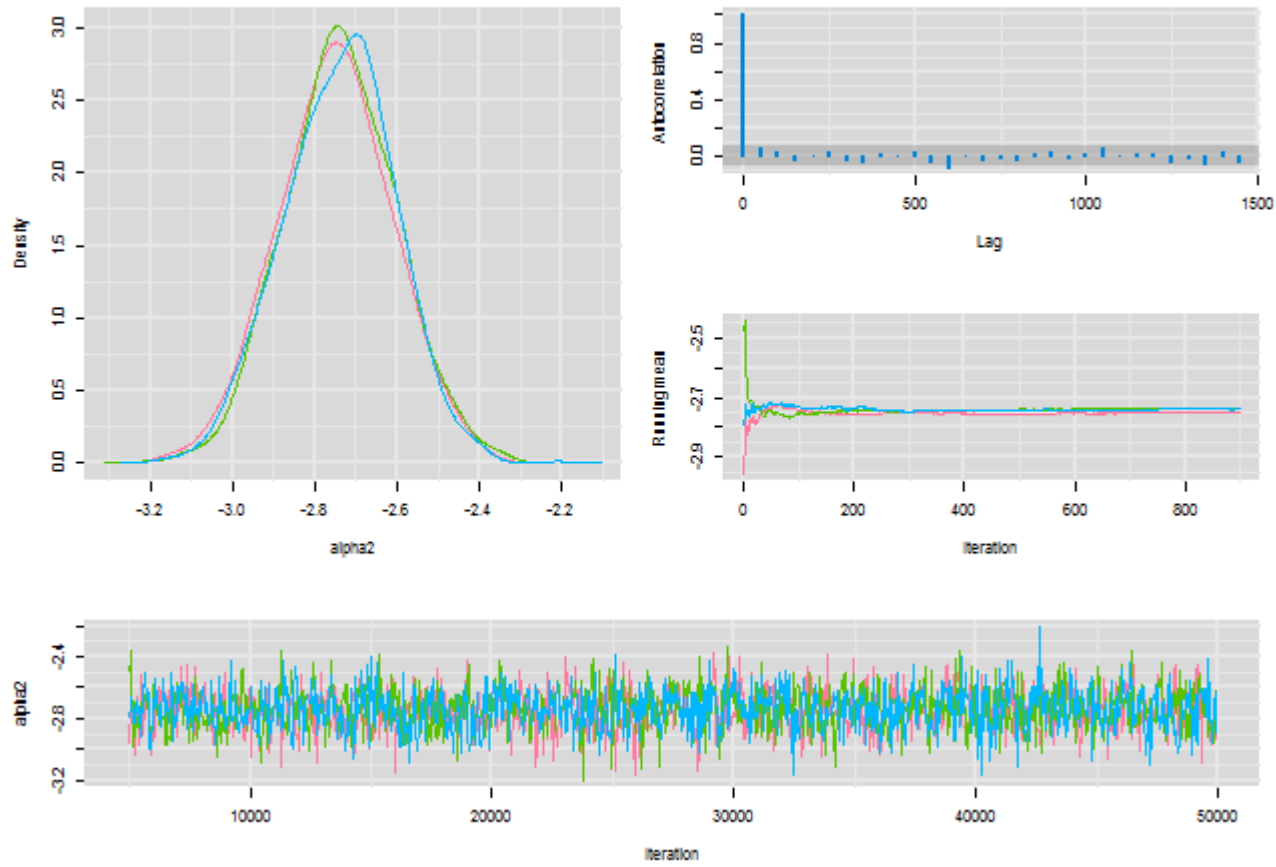 Density
3.0
2.5
2.0
1.5
1.0
0.5
0.0
-3.2 -3.0 -2.8 -2.6 -2.4 -2.2
alpha2
Autocorrelation
0.8
0.4
0.0
0 500 1000 1500
Lag
Running mean
-2.5
-2.7
-2.9
0 200 400 600 800
Iteration
alpha2
-2.4
-2.8
-3.2
10000 20000 30000 40000 50000
Iteration